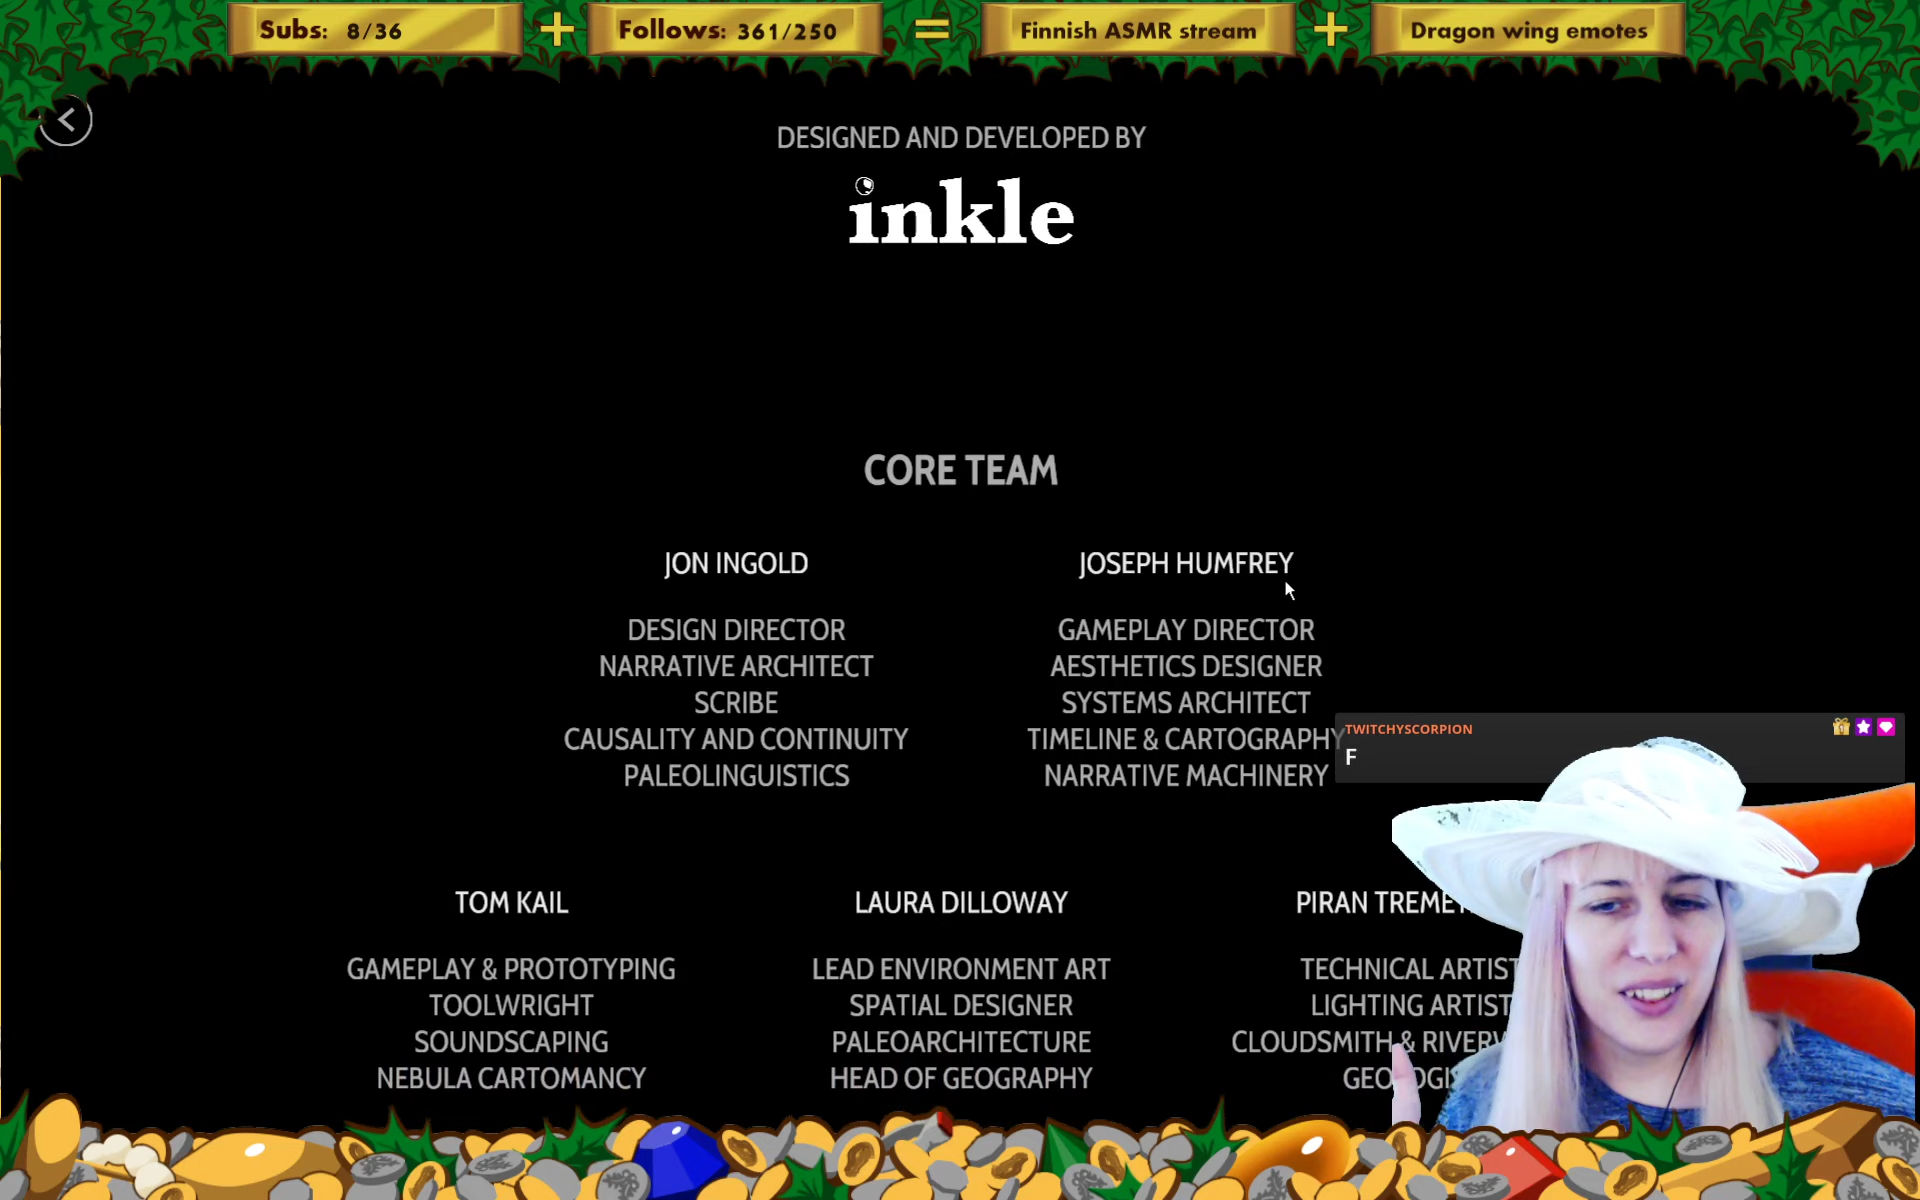 Subs: 8/36 + Follows: 361/250 = Finnish ASMR stream + Dragon wing emotes
DESIGNED AND DEVELOPED BY
inkle
CORE TEAM
JON INGOLD
DESIGN DIRECTOR
NARRATIVE ARCHITECT
SCRIBE
CAUSALITY AND CONTINUITY
PALEOLINGUISTICS
JOSEPH HUMFREY
GAMEPLAY DIRECTOR
AESTHETICS DESIGNER
SYSTEMS ARCHITECT
TIMELINE & CARTOGRAPHY
NARRATIVE MACHINERY
TWITCHYSCORPION
F
TOM KAIL
GAMEPLAY & PROTOTYPING
TOOLWRIGHT
SOUNDSCAPING
NEBULA CARTOMANCY
LAURA DILLOWAY
LEAD ENVIRONMENT ART
SPATIAL DESIGNER
PALEOARCHITECTURE
HEAD OF GEOGRAPHY
PIRAN
TECHNICAL ARTIST
LIGHTING ARTIST
CLOUDSMITH &